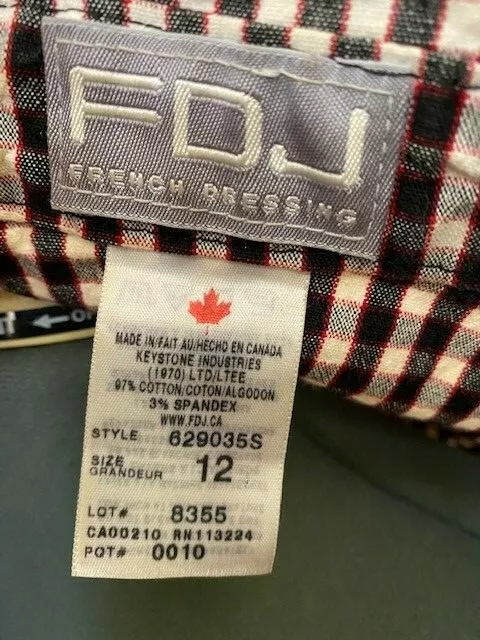 FDJ
FRENCH DRESSING
MADE IN/FAIT AU/HECHO EN CANADA
KEYSTONE INDUSTRIES
(1970) LTD/LTEE
97% COTTON/COTON/ALGODON
3% SPANDEX
WWW.FDJ.CA
STYLE 629035S
SIZE
GRANDEUR 12
LOT# 8355
CA00210 RN113224
PQT# 0010